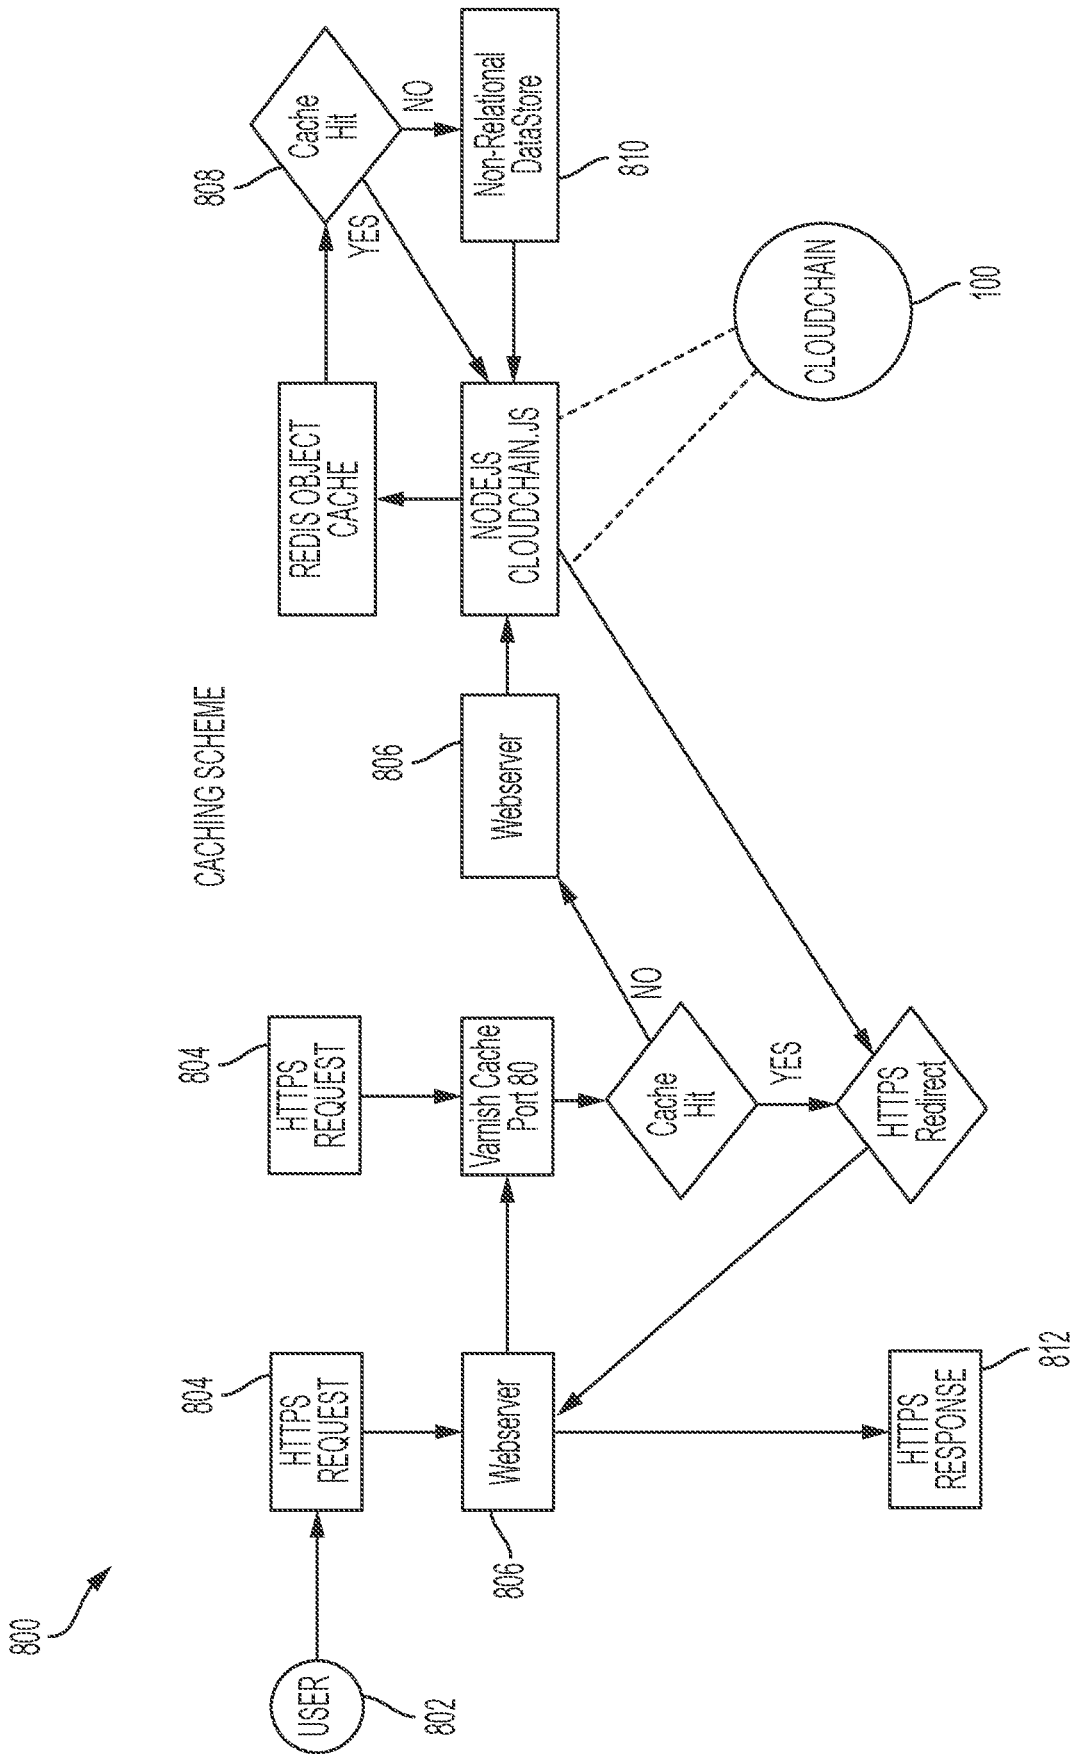 800
CACHING SCHEME
USER
802
HTTPS
REQUEST
804
Webserver
806
HTTPS
RESPONSE
812
HTTPS
REQUEST
804
Varnish Cache
Port 80
Cache
Hit
NO
YES
HTTPS
Redirect
Webserver
806
NODEJS
CLOUDCHAIN.JS
REDIS OBJECT
CACHE
Cache
Hit
808
YES
NO
Non-Relational
DataStore
810
CLOUDCHAIN
100